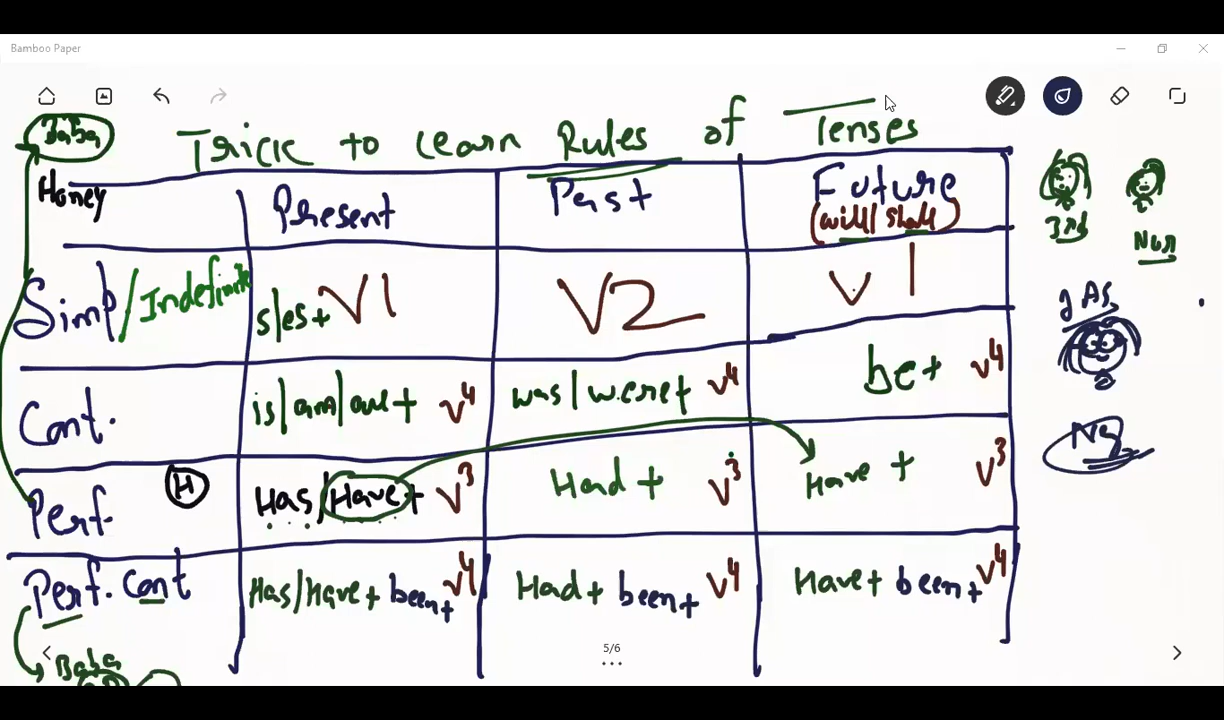 Bamboo Paper
Baba
Trick to learn Rules of Tenses
Honey
Present
Past
Future
(will/shall)
3rd
Simp/Indefinite
s/es+ V1
V2
V1
Cont.
is/am/are+ V4
was/were+ V4
be+ V4
Perf.
H
Has/Have+ V3
Had + V3
Have + V3
Perf. Cont
Has/Have+ been+ V4
Had+ been+ V4
Have+ been+ V4
5/6
Baba